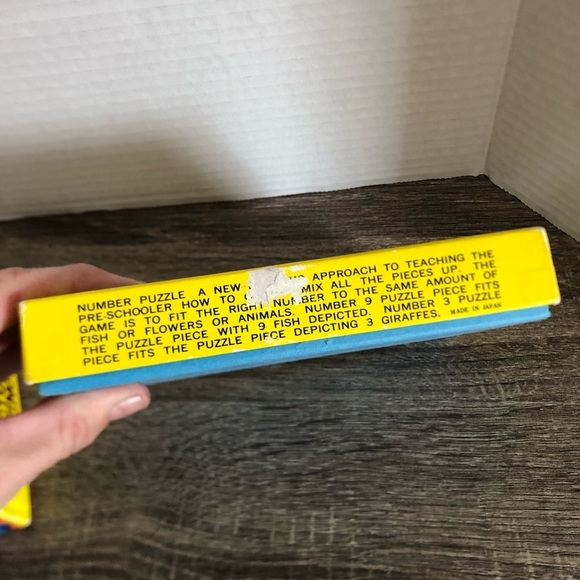 NUMBER PUZZLE A NEW APPROACH TO TEACHING THE
PRE-SCHOOLER HOW TO MIX ALL THE PIECES UP. THE
GAME IS TO FIT THE RIGHT NUMBER TO THE SAME AMOUNT OF
FISH OR FLOWERS OR ANIMALS. NUMBER 9 PUZZLE PIECE FITS
THE PUZZLE PIECE WITH 9 FISH DEPICTED. NUMBER 3 PUZZLE
PIECE FITS THE PUZZLE PIECE DEPICTING 3 GIRAFFES. MADE IN JAPAN